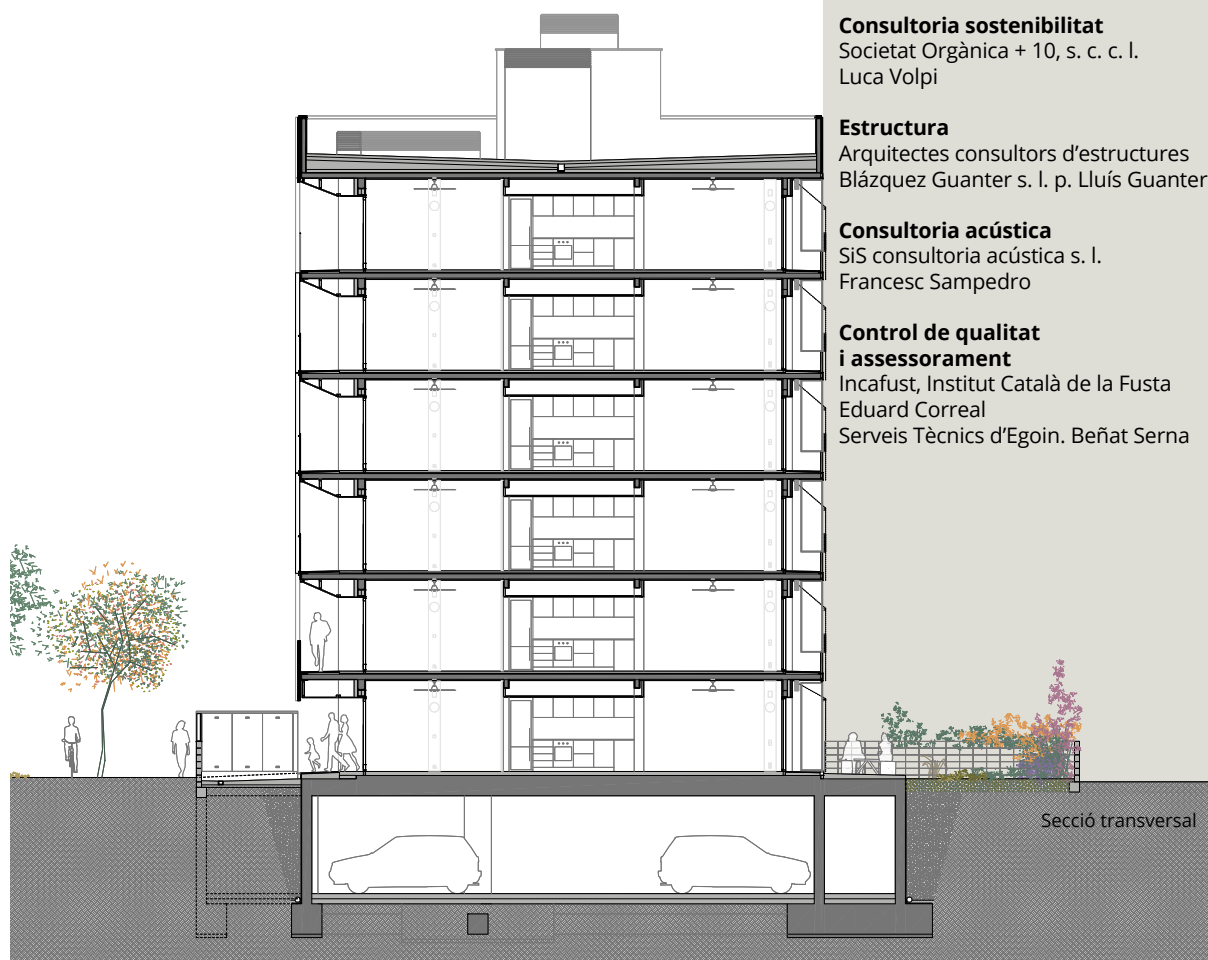 Consultoria sostenibilitat
Societat Orgànica + 10, s. c. c. l.
Luca Volpi
Estructura
Arquitectes consultors d’estructures
Blázquez Guanter s. l. p. Lluís Guanter
Consultoria acústica
SiS consultoria acústica s. l.
Francesc Sampedro
Control de qualitat
i assessorament
Incafust, Institut Català de la Fusta
Eduard Correal
Serveis Tècnics d’Egoin. Beñat Serna
Secció transversal